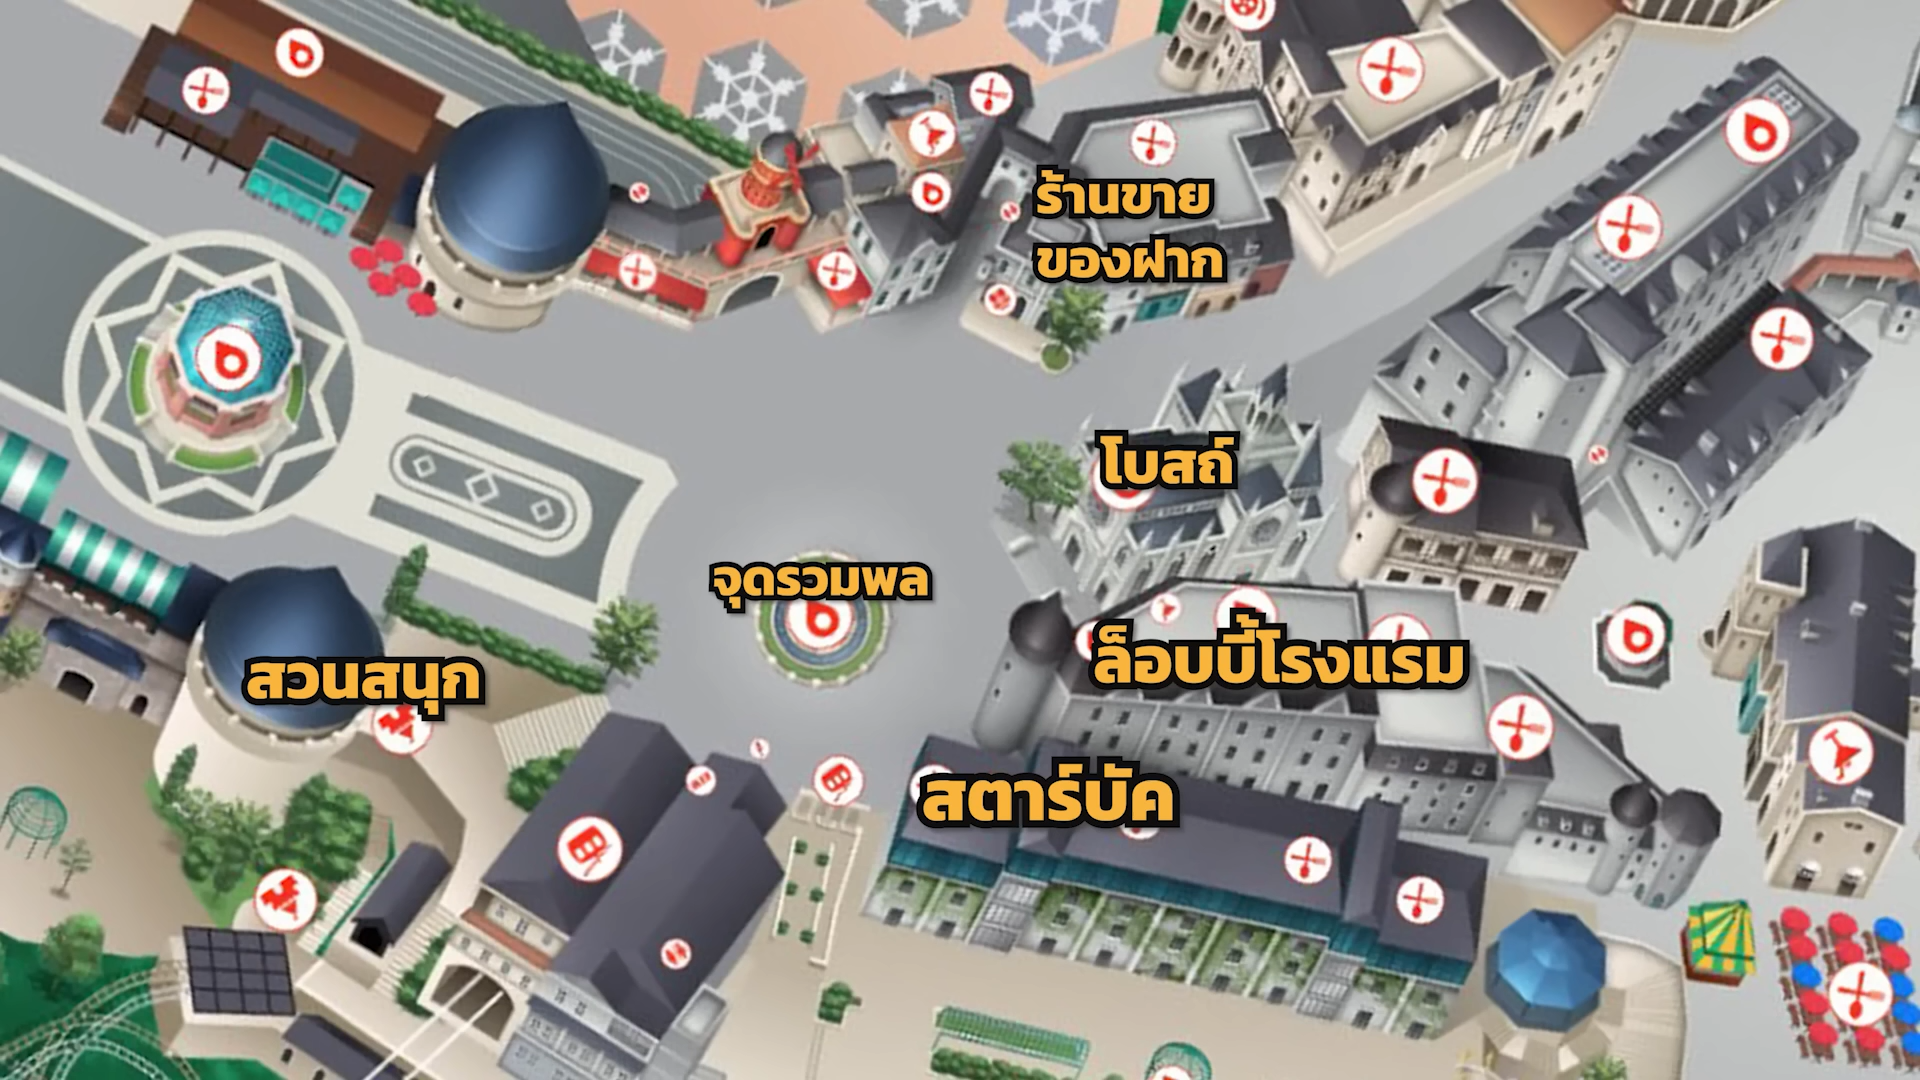 ร้านขาย
ของฝาก
โบสถ์
จุดรวมพล
ล็อบบี้โรงแรม
สวนสนุก
สตาร์บัค